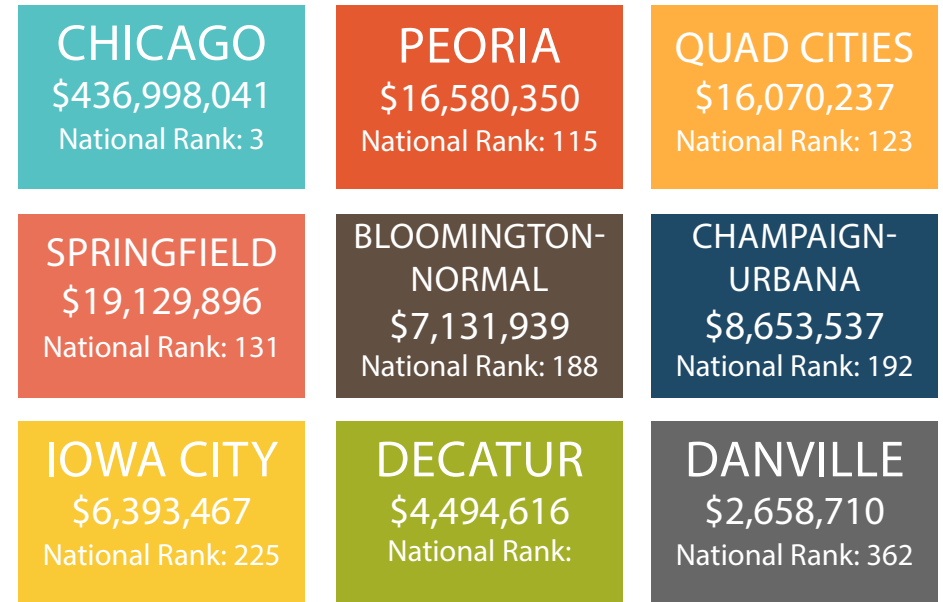 CHICAGO
$436,998,041
National Rank: 3
PEORIA
$16,580,350
National Rank: 115
QUAD CITIES
$16,070,237
National Rank: 123
SPRINGFIELD
$19,129,896
National Rank: 131
BLOOMINGTON-
NORMAL
$7,131,939
National Rank: 188
CHAMPAIGN-
URBANA
$8,653,537
National Rank: 192
IOWA CITY
$6,393,467
National Rank: 225
DECATUR
$4,494,616
National Rank:
DANVILLE
$2,658,710
National Rank: 362